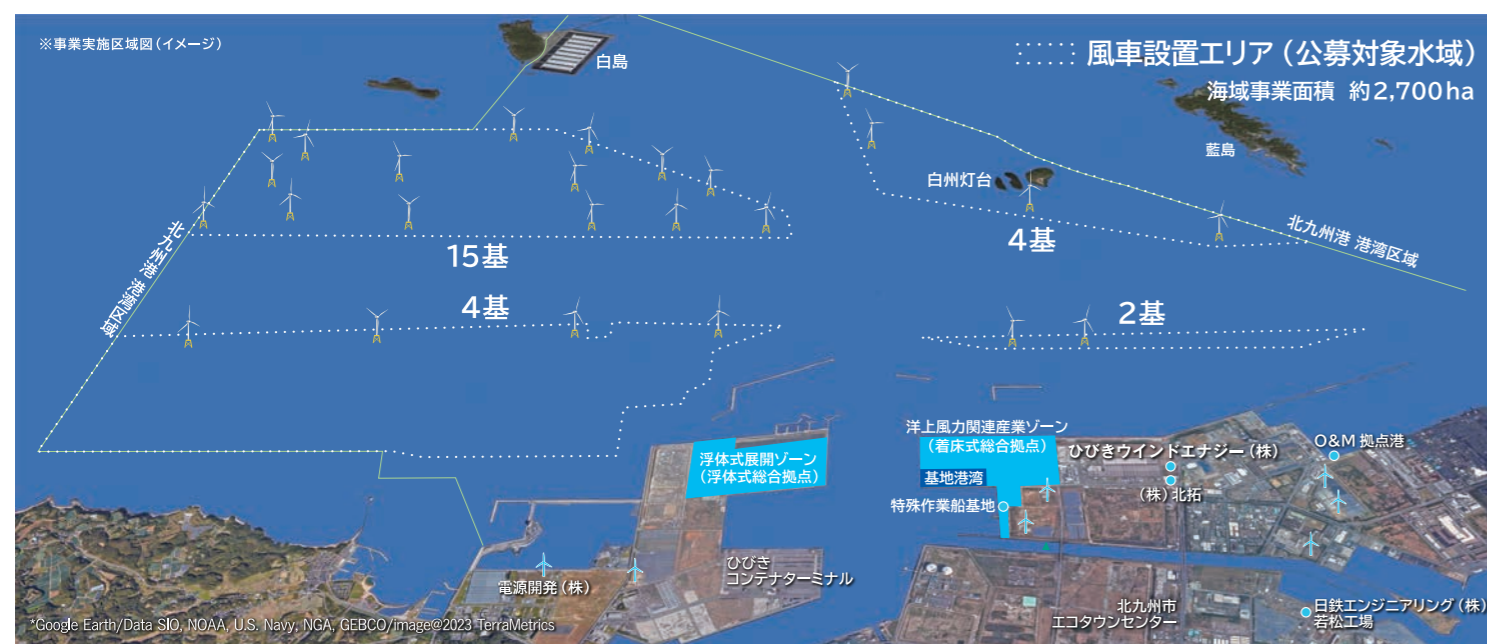 ※事業実施区域図（イメージ）
白島
風車設置エリア（公募対象水域）
海域事業面積 約2,700ha
藍島
白州灯台
北九州港 港湾区域
北九州港 港湾区域
15基
4基
4基
2基
洋上風力関連産業ゾーン
（着床式総合拠点）
ひびきウインドエナジー（株）
O&M 拠点港
浮体式展開ゾーン
（浮体式総合拠点）
基地港湾
（株）北拓
特殊作業船基地
ひびき
コンテナターミナル
電源開発（株）
北九州市
エコタウンセンター
日鉄エンジニアリング（株）
若松工場
*Google Earth/Data SIO, NOAA, U.S. Navy, NGA, GEBCO/image@2023 TerraMetrics